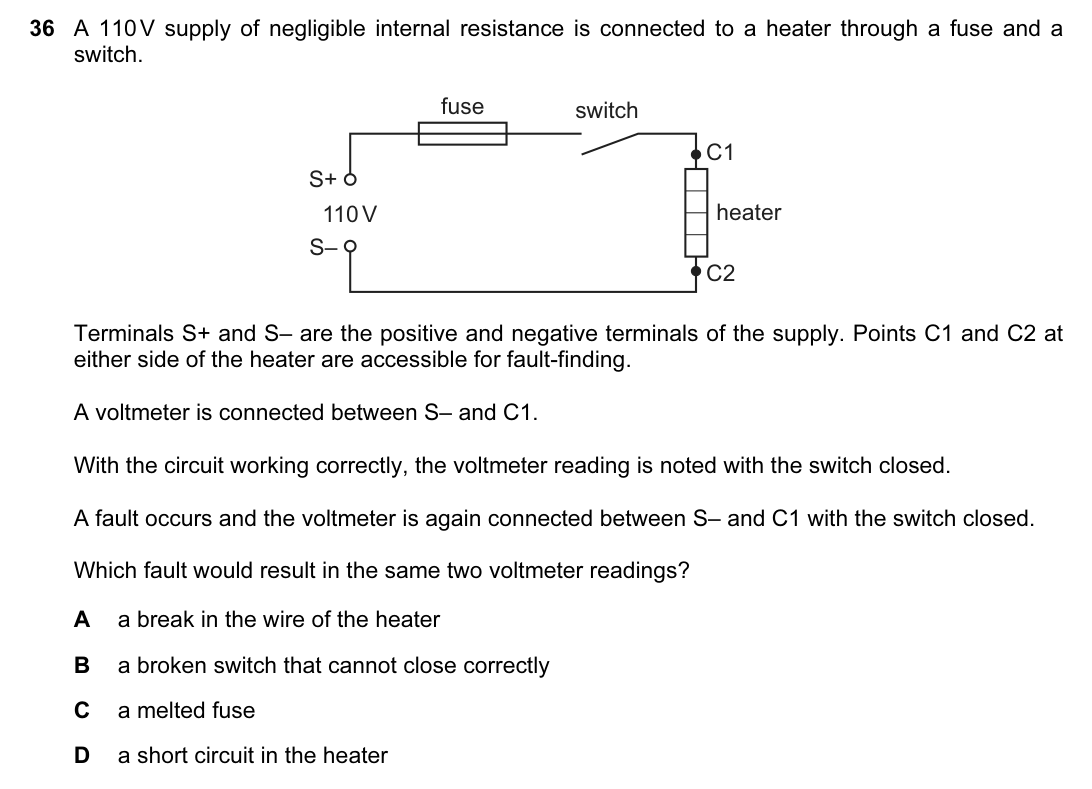 36 A 110 V supply of negligible internal resistance is connected to a heater through a fuse and a
switch.
fuse
switch
C1
S+
110 V
heater
S–
C2
Terminals S+ and S– are the positive and negative terminals of the supply. Points C1 and C2 at
either side of the heater are accessible for fault-finding.
A voltmeter is connected between S– and C1.
With the circuit working correctly, the voltmeter reading is noted with the switch closed.
A fault occurs and the voltmeter is again connected between S– and C1 with the switch closed.
Which fault would result in the same two voltmeter readings?
A a break in the wire of the heater
B a broken switch that cannot close correctly
C a melted fuse
D a short circuit in the heater